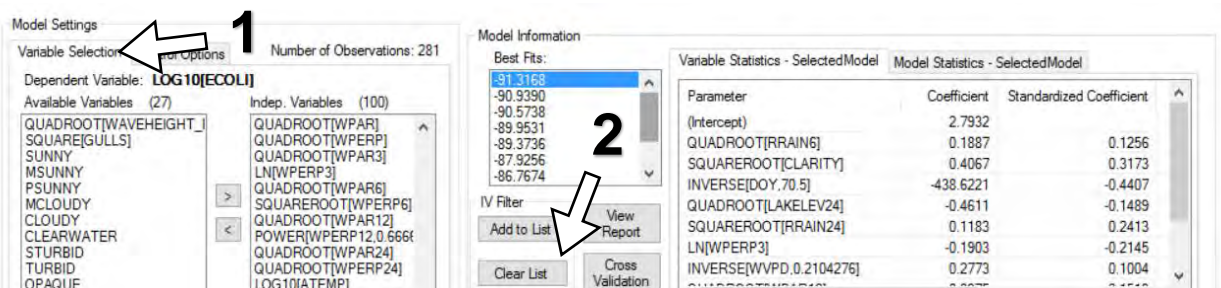 Model Settings
1
Variable Selection
Options
Number of Observations: 281
Dependent Variable: LOG10[ECOLI]
Available Variables (27)
QUADROOT[WAVEHEIGHT_I
SQUARE[GULLS]
SUNNY
MSUNNY
PSUNNY
MCLOUDY
CLOUDY
CLEARWATER
STURBID
TURBID
OPAQUE
>
<
Indep. Variables (100)
QUADROOT[WPAR]
QUADROOT[WPERP]
QUADROOT[WPAR3]
LN[WPERP3]
QUADROOT[WPAR6]
SQUAREROOT[WPERP6]
QUADROOT[WPAR12]
POWER[WPERP12,0.6666
QUADROOT[WPAR24]
QUADROOT[WPERP24]
LOG10[ATEMP]
Model Information
Best Fits:
-91.3168
-90.9390
-90.5738
-89.9531
-89.3736
-87.9256
-86.7674
2
IV Filter
Add to List
View Report
Clear List
Cross Validation
Variable Statistics - SelectedModel
Model Statistics - SelectedModel
Parameter Coefficient Standardized Coefficient
(Intercept) 2.7932
QUADROOT[RRAIN6] 0.1887 0.1256
SQUAREROOT[CLARITY] 0.4067 0.3173
INVERSE[DOY,70.5] -438.6221 -0.4407
QUADROOT[LAKELEV24] -0.4611 -0.1489
SQUAREROOT[RRAIN24] 0.1183 0.2413
LN[WPERP3] -0.1903 -0.2145
INVERSE[WVPD,0.2104276] 0.2773 0.1004